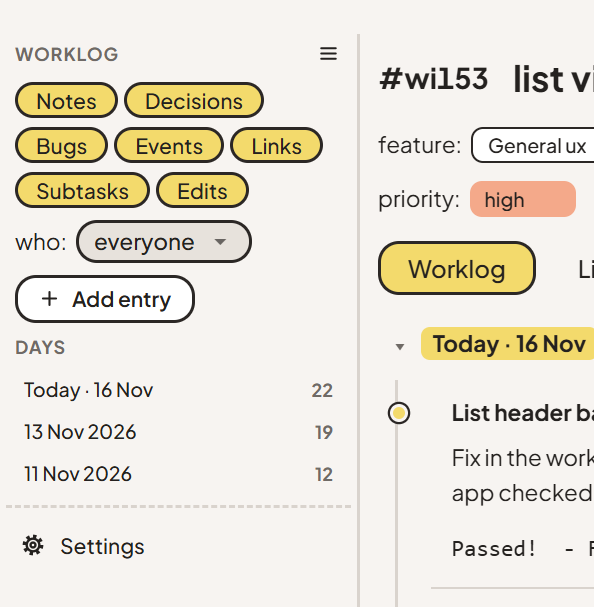 WORKLOG
Notes
Decisions
Bugs
Events
Links
Subtasks
Edits
who: everyone
+ Add entry
DAYS
Today · 16 Nov 22
13 Nov 2026 19
11 Nov 2026 12
Settings
#wi153 list vi
feature: General ux
priority: high
Worklog Li
Today · 16 Nov
List header ba
Fix in the work
app checked
Passed! - F